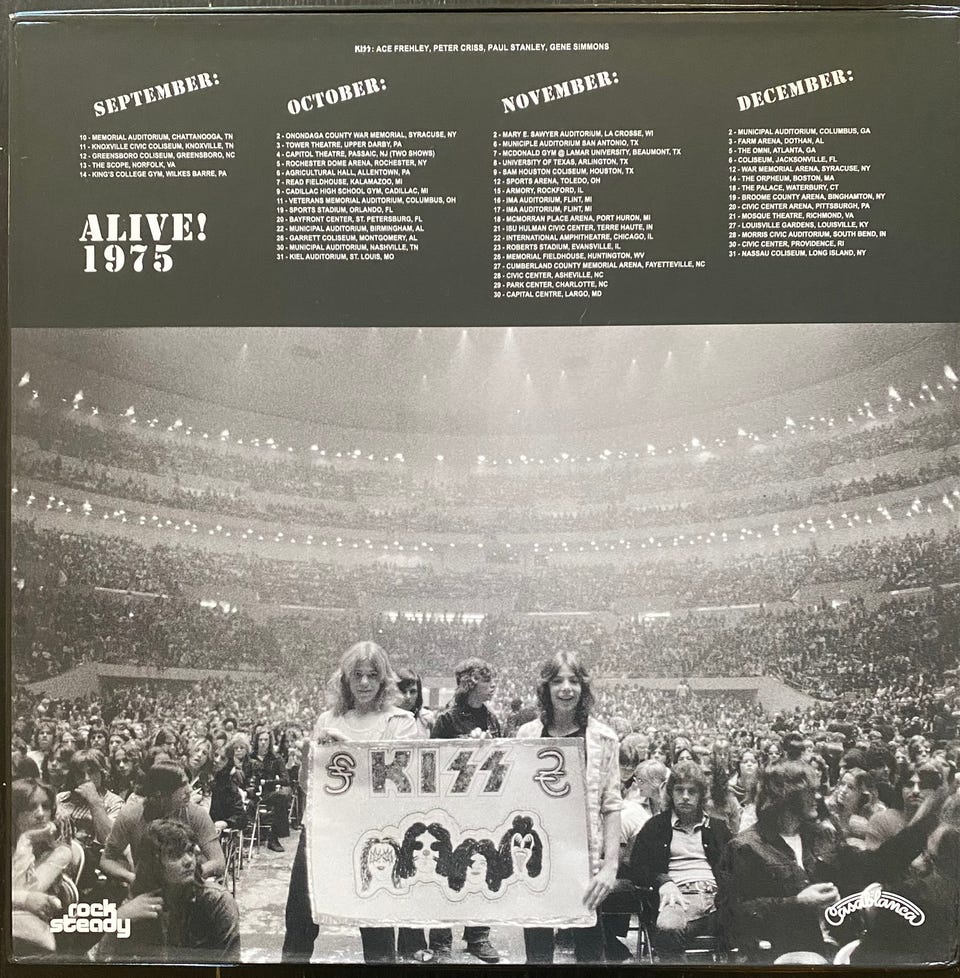 KISS: ACE FREHLEY, PETER CRISS, PAUL STANLEY, GENE SIMMONS
SEPTEMBER:
10 - MEMORIAL AUDITORIUM, CHATTANOOGA, TN
11 - KNOXVILLE CIVIC COLISEUM, KNOXVILLE, TN
12 - GREENSBORO COLISEUM, GREENSBORO, NC
13 - THE SCOPE, NORFOLK, VA
14 - KING'S COLLEGE GYM, WILKES BARRE, PA
ALIVE!
1975
OCTOBER:
2 - ONONDAGA COUNTY WAR MEMORIAL, SYRACUSE, NY
3 - TOWER THEATRE, UPPER DARBY, PA
4 - CAPITOL THEATRE, PASSAIC, NJ (TWO SHOWS)
5 - ROCHESTER DOME ARENA, ROCHESTER, NY
6 - AGRICULTURAL HALL, ALLENTOWN, PA
7 - READ FIELDHOUSE, KALAMAZOO, MI
9 - CADILLAC HIGH SCHOOL GYM, CADILLAC, MI
11 - VETERANS MEMORIAL AUDITORIUM, COLUMBUS, OH
19 - SPORTS STADIUM, ORLANDO, FL
20 - BAYFRONT CENTER, ST. PETERSBURG, FL
22 - MUNICIPAL AUDITORIUM, BIRMINGHAM, AL
26 - GARRETT COLISEUM, MONTGOMERY, AL
30 - MUNICIPAL AUDITORIUM, NASHVILLE, TN
31 - KIEL AUDITORIUM, ST. LOUIS, MO
NOVEMBER:
2 - MARY E. SAWYER AUDITORIUM, LA CROSSE, WI
6 - MUNICIPLE AUDITORIUM SAN ANTONIO, TX
7 - MCDONALD GYM @ LAMAR UNIVERSITY, BEAUMONT, TX
8 - UNIVERSITY OF TEXAS, ARLINGTON, TX
9 - SAM HOUSTON COLISEUM, HOUSTON, TX
12 - SPORTS ARENA, TOLEDO, OH
15 - ARMORY, ROCKFORD, IL
16 - IMA AUDITORIUM, FLINT, MI
17 - IMA AUDITORIUM, FLINT, MI
18 - MCMORRAN PLACE ARENA, PORT HURON, MI
21 - ISU HULMAN CIVIC CENTER, TERRE HAUTE, IN
22 - INTERNATIONAL AMPHITHEATRE, CHICAGO, IL
23 - ROBERTS STADIUM, EVANSVILLE, IL
26 - MEMORIAL FIELDHOUSE, HUNTINGTON, WV
27 - CUMBERLAND COUNTY MEMORIAL ARENA, FAYETTEVILLE, NC
28 - CIVIC CENTER, ASHEVILLE, NC
29 - PARK CENTER, CHARLOTTE, NC
30 - CAPITAL CENTRE, LARGO, MD
DECEMBER:
2 - MUNICIPAL AUDITORIUM, COLUMBUS, GA
3 - FARM ARENA, DOTHAN, AL
5 - THE OMNI, ATLANTA, GA
6 - COLISEUM, JACKSONVILLE, FL
12 - WAR MEMORIAL ARENA, SYRACUSE, NY
14 - THE ORPHEUM, BOSTON, MA
18 - THE PALACE, WATERBURY, CT
19 - BROOME COUNTY ARENA, BINGHAMTON, NY
20 - CIVIC CENTER ARENA, PITTSBURGH, PA
21 - MOSQUE THEATRE, RICHMOND, VA
27 - LOUISVILLE GARDENS, LOUISVILLE, KY
28 - MORRIS CIVIC AUDITORIUM, SOUTH BEND, IN
30 - CIVIC CENTER, PROVIDENCE, RI
31 - NASSAU COLISEUM, LONG ISLAND, NY
KISS
rock
steady
Casablanca